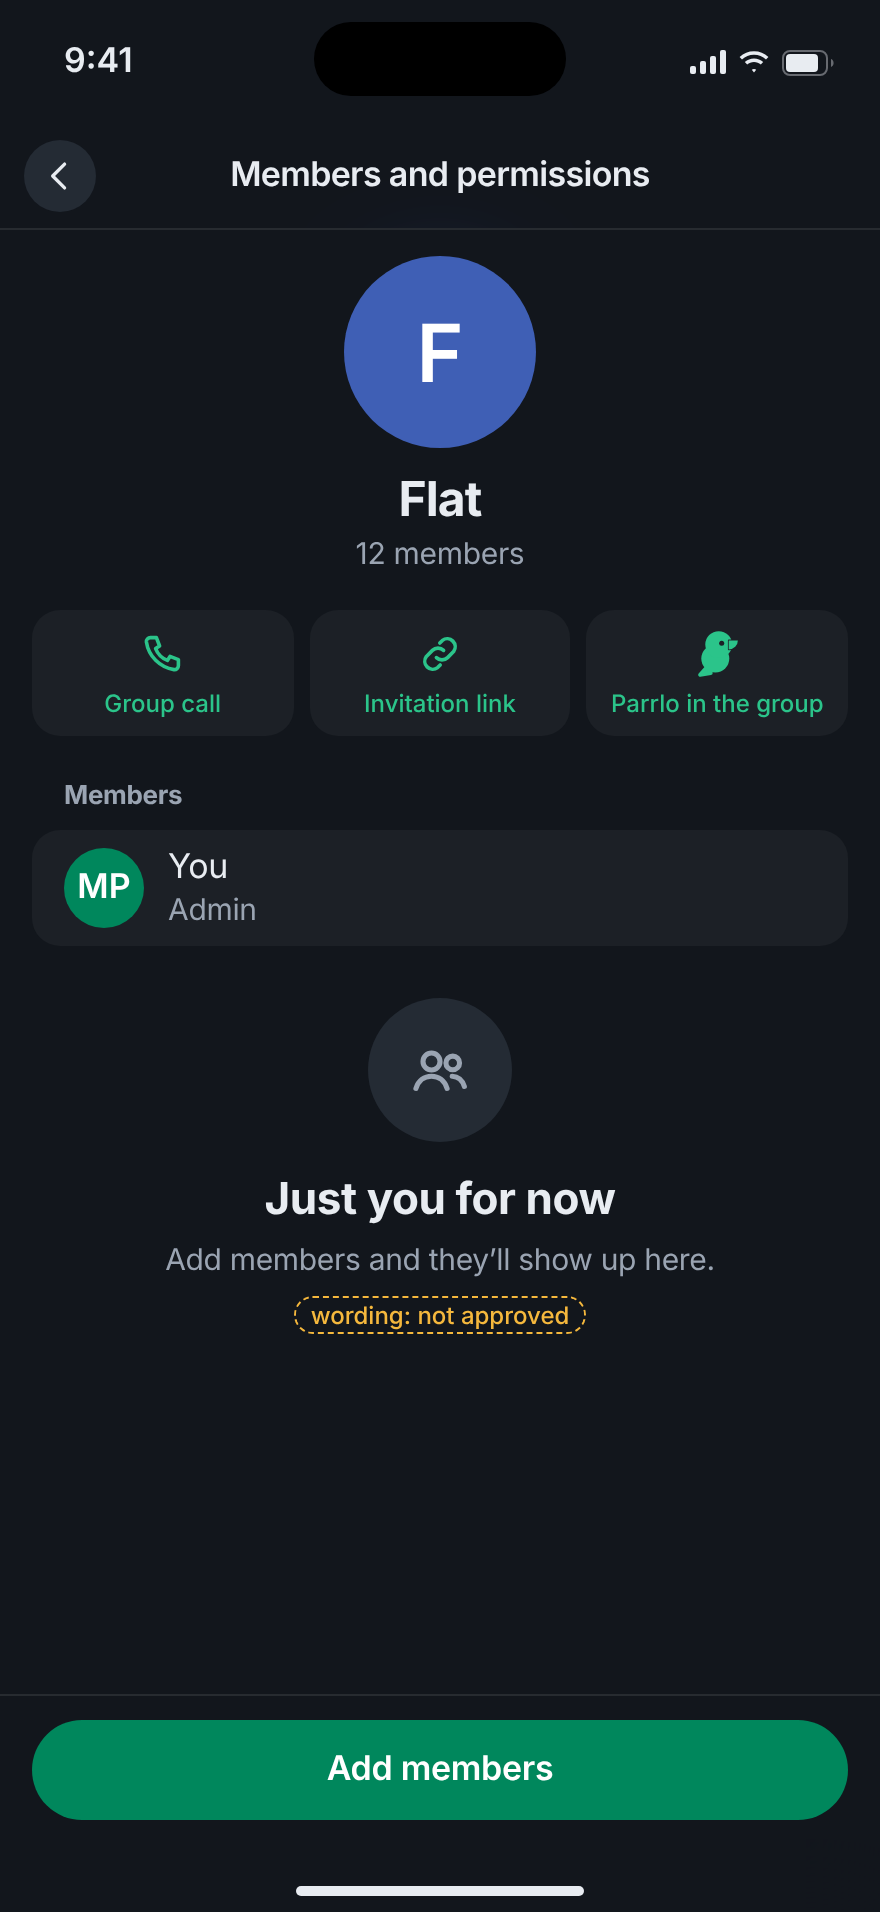 9:41
Members and permissions
F
Flat
12 members
Group call
Invitation link
Parrlo in the group
Members
MP
You
Admin
Just you for now
Add members and they’ll show up here.
wording: not approved
Add members